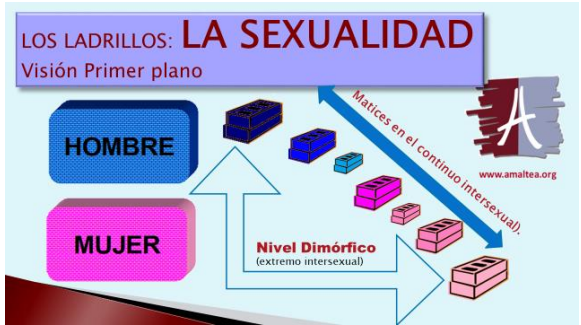 LOS LADRILLOS: LA SEXUALIDAD
Visión Primer plano
HOMBRE
MUJER
Matices en el continuo intersexual).
A
www.amaltea.org
Nivel Dimórfico
(extremo intersexual)